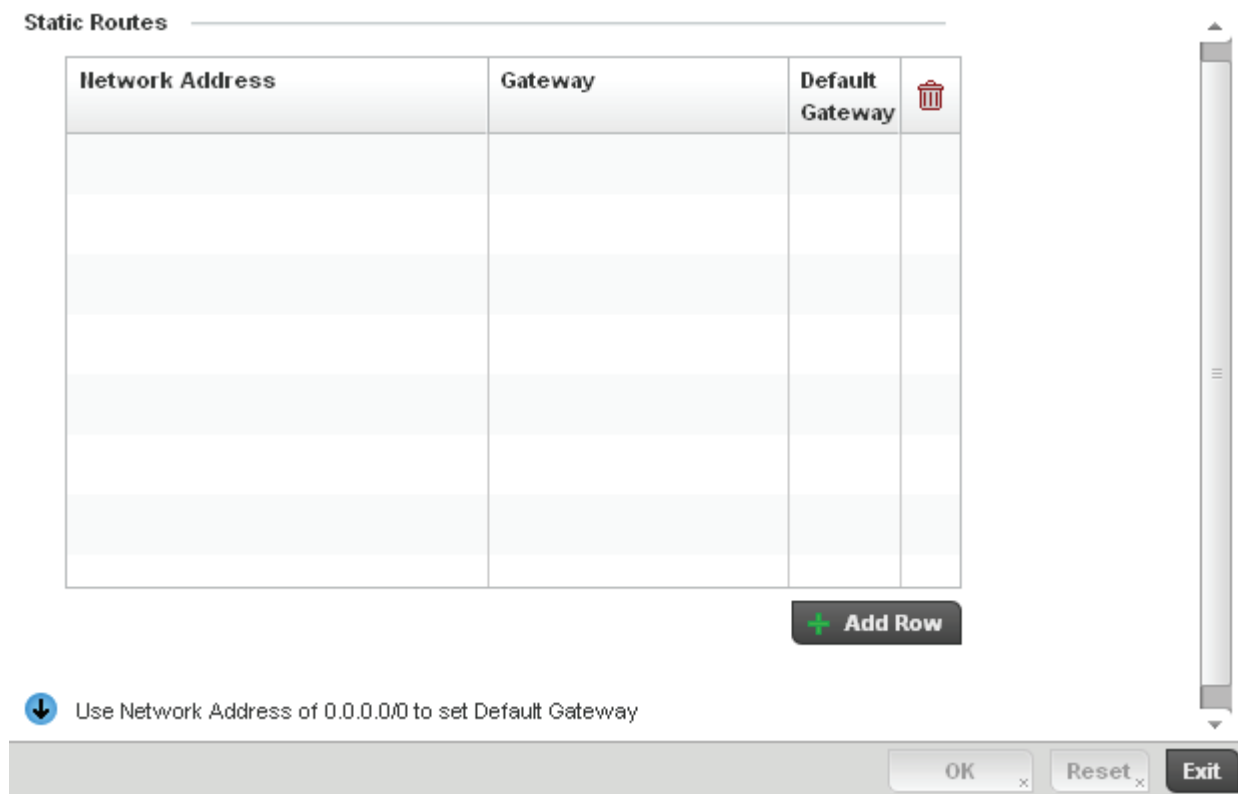 Static Routes
Network Address
Gateway
Default
Gateway
Add Row
Use Network Address of 0.0.0.0/0 to set Default Gateway
OK
Reset
Exit